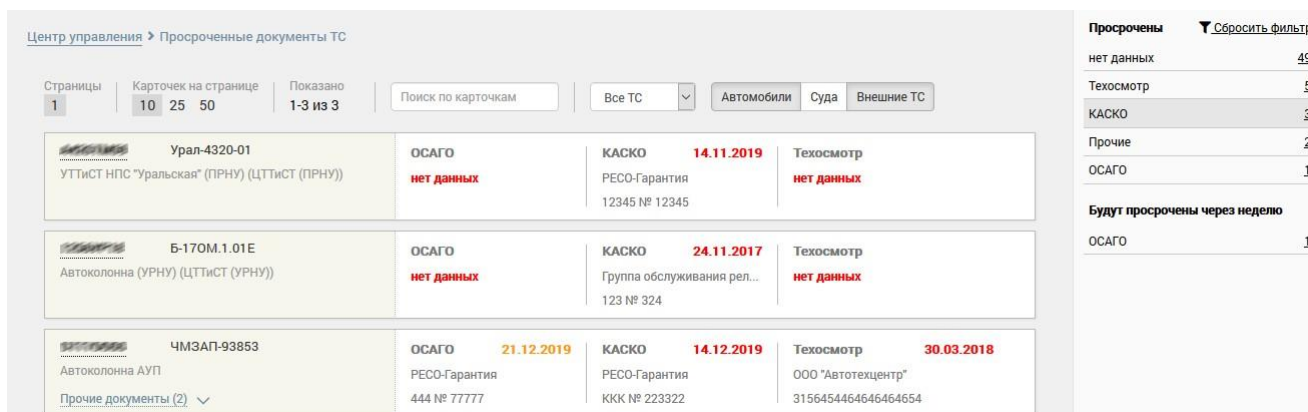 Центр управления > Просроченные документы ТС
Страницы Карточек на странице Показано
1 10 25 50 1-3 из 3
Поиск по карточкам Все ТС Автомобили Суда Внешние ТС
Урал-4320-01
УТТиСТ НПС "Уральская" (ПРНУ) (ЦТТиСТ (ПРНУ))
ОСАГО
нет данных
КАСКО 14.11.2019
РЕСО-Гарантия
12345 № 12345
Техосмотр
нет данных
Б-170М.1.01Е
Автоколонна (УРНУ) (ЦТТиСТ (УРНУ))
ОСАГО
нет данных
КАСКО 24.11.2017
Группа обслуживания рел...
123 № 324
Техосмотр
нет данных
ЧМЗАП-93853
Автоколонна АУП
Прочие документы (2)
ОСАГО 21.12.2019
РЕСО-Гарантия
444 № 77777
КАСКО 14.12.2019
РЕСО-Гарантия
ККК № 223322
Техосмотр 30.03.2018
ООО "Автотехцентр"
3156454464646464654
Просрочены Сбросить фильтр
нет данных 49
Техосмотр 5
КАСКО 3
Прочие 2
ОСАГО 1
Будут просрочены через неделю
ОСАГО 1